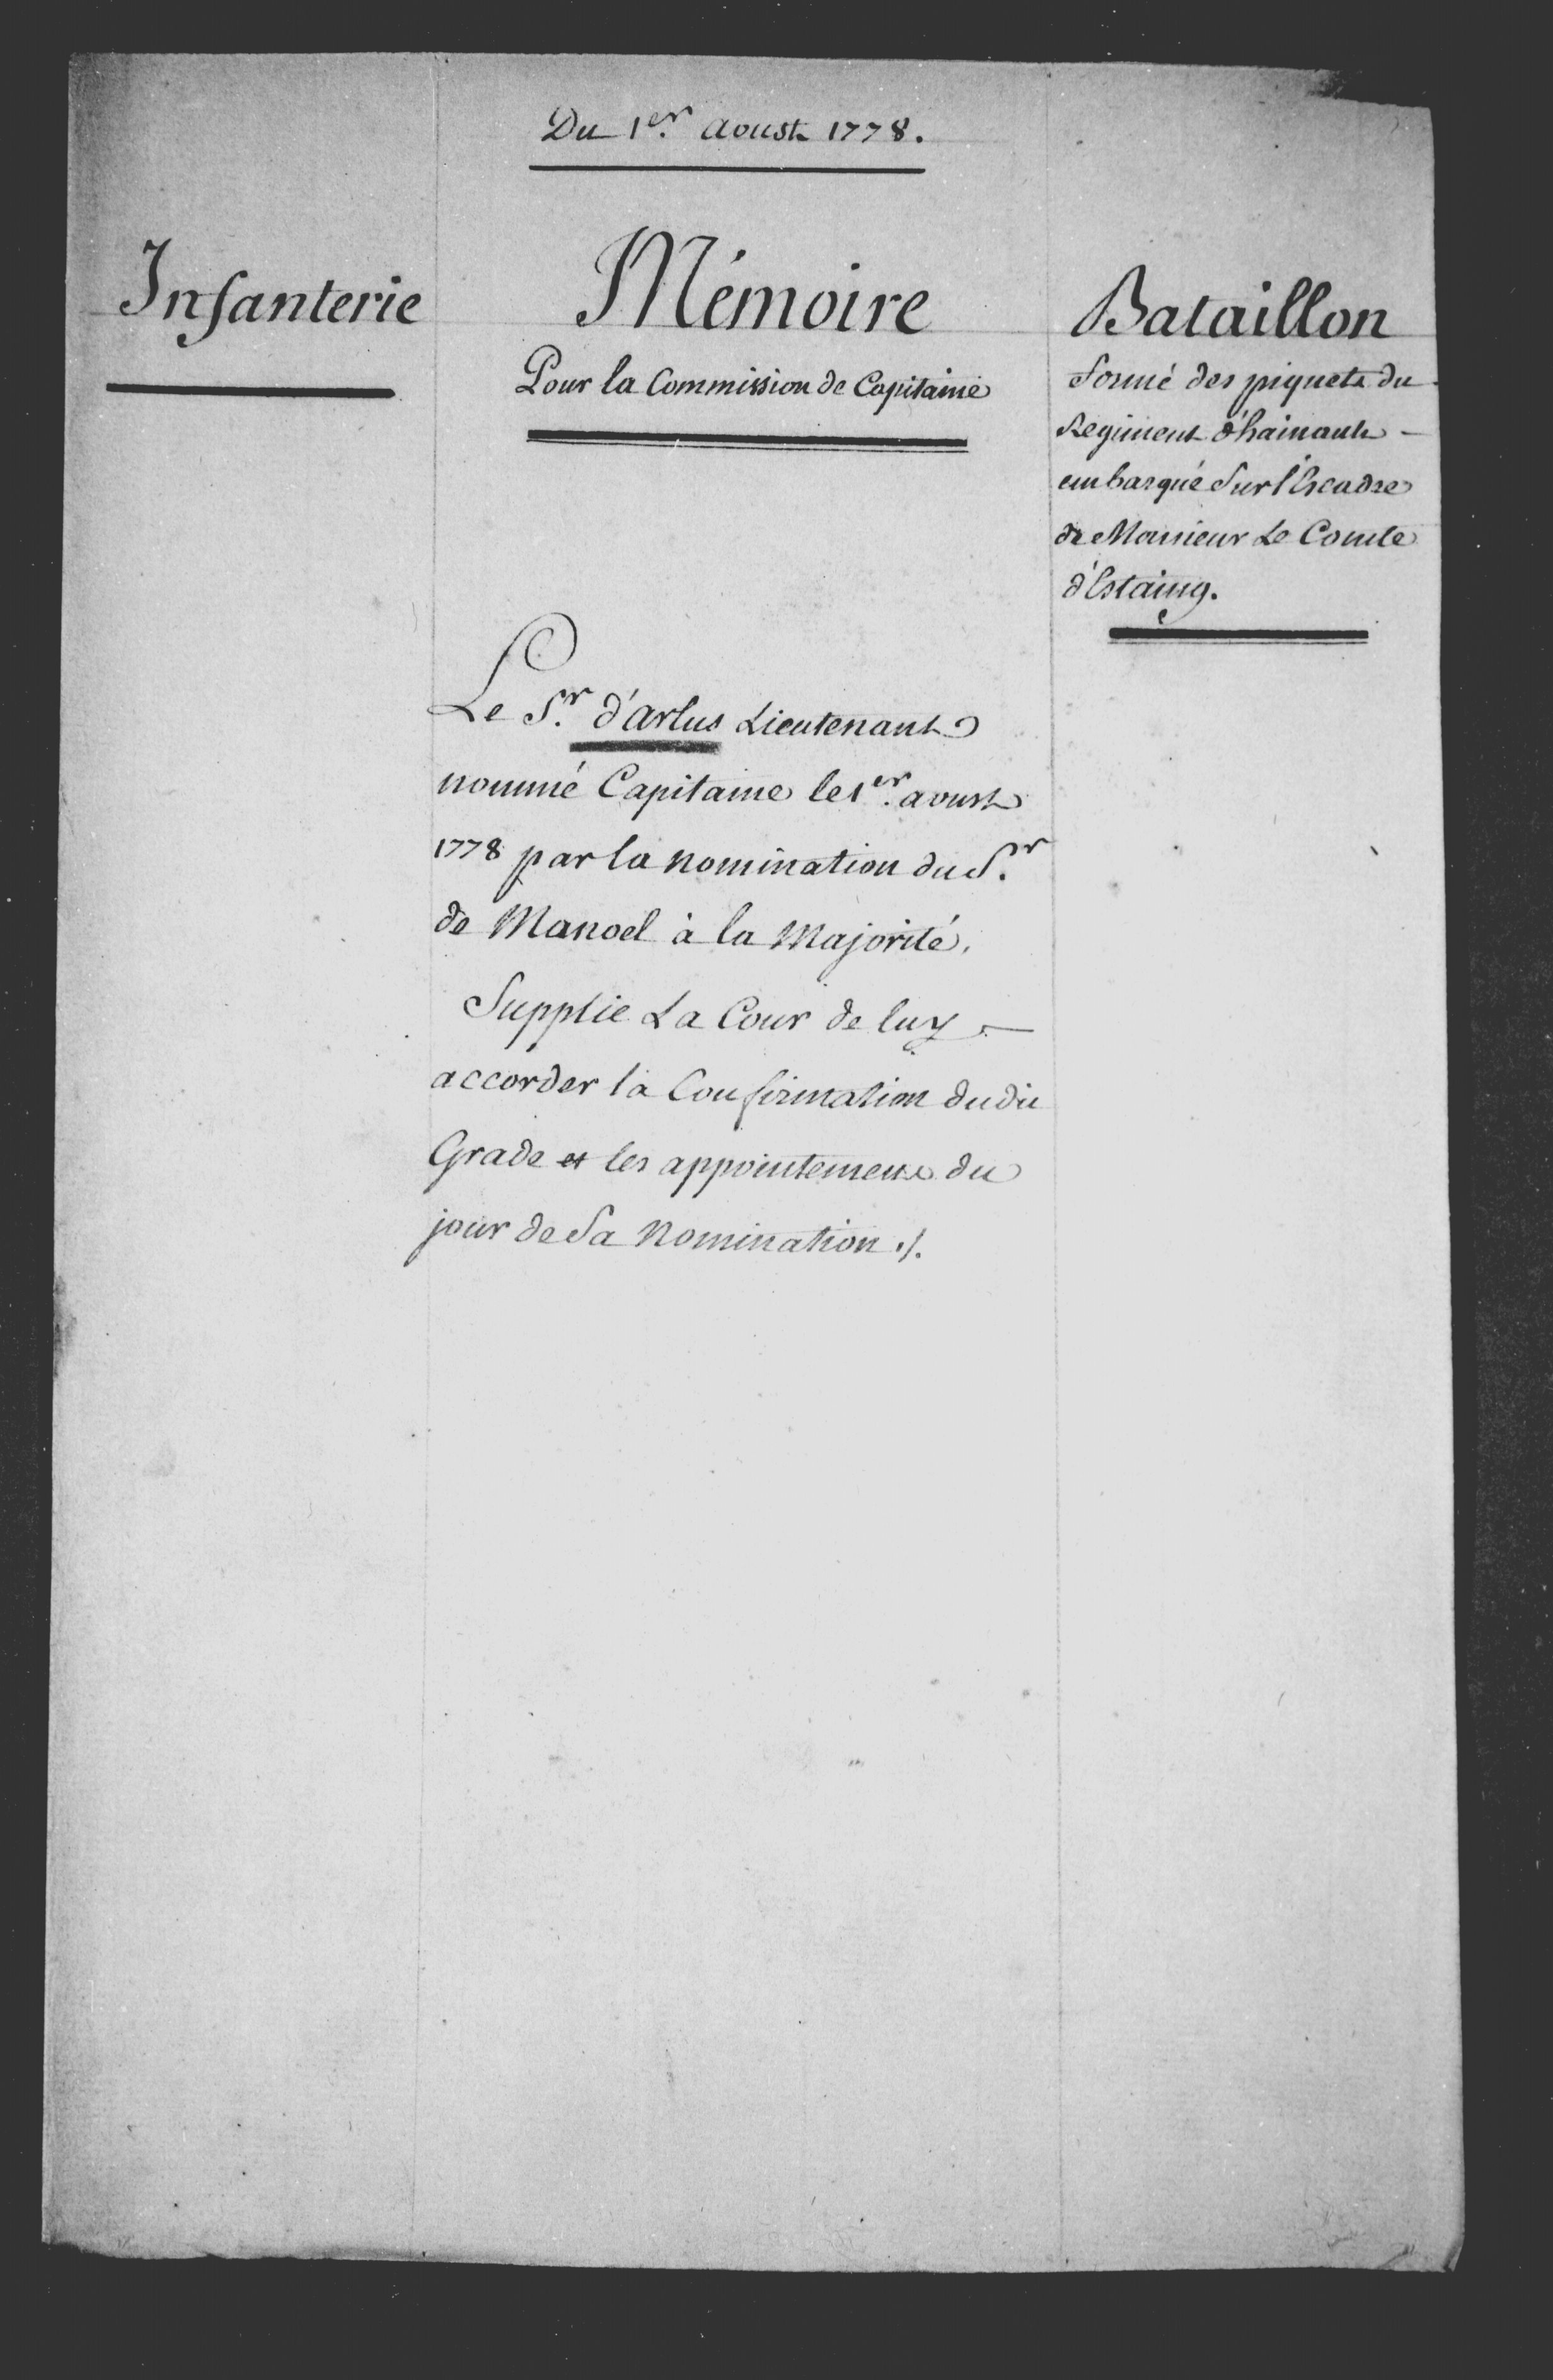 Du 1er. Aoust 1778.
Infanterie
Mémoire
Pour la Commission de Capitaine
Bataillon
formé des piquets du
Regiment d'hainault
embarqué Sur l'Escadre
de Monsieur Le Comte
d'Estaing.
Le Sr. d'arlus Lieutenant
nommé Capitaine le 1er. aoust
1778 par la nomination du Sr.
de Manoel à la Majorité.
Supplie La Cour de luy
accorder la Confirmation dudit
Grade et les appointements du
jour de Sa Nomination ./.